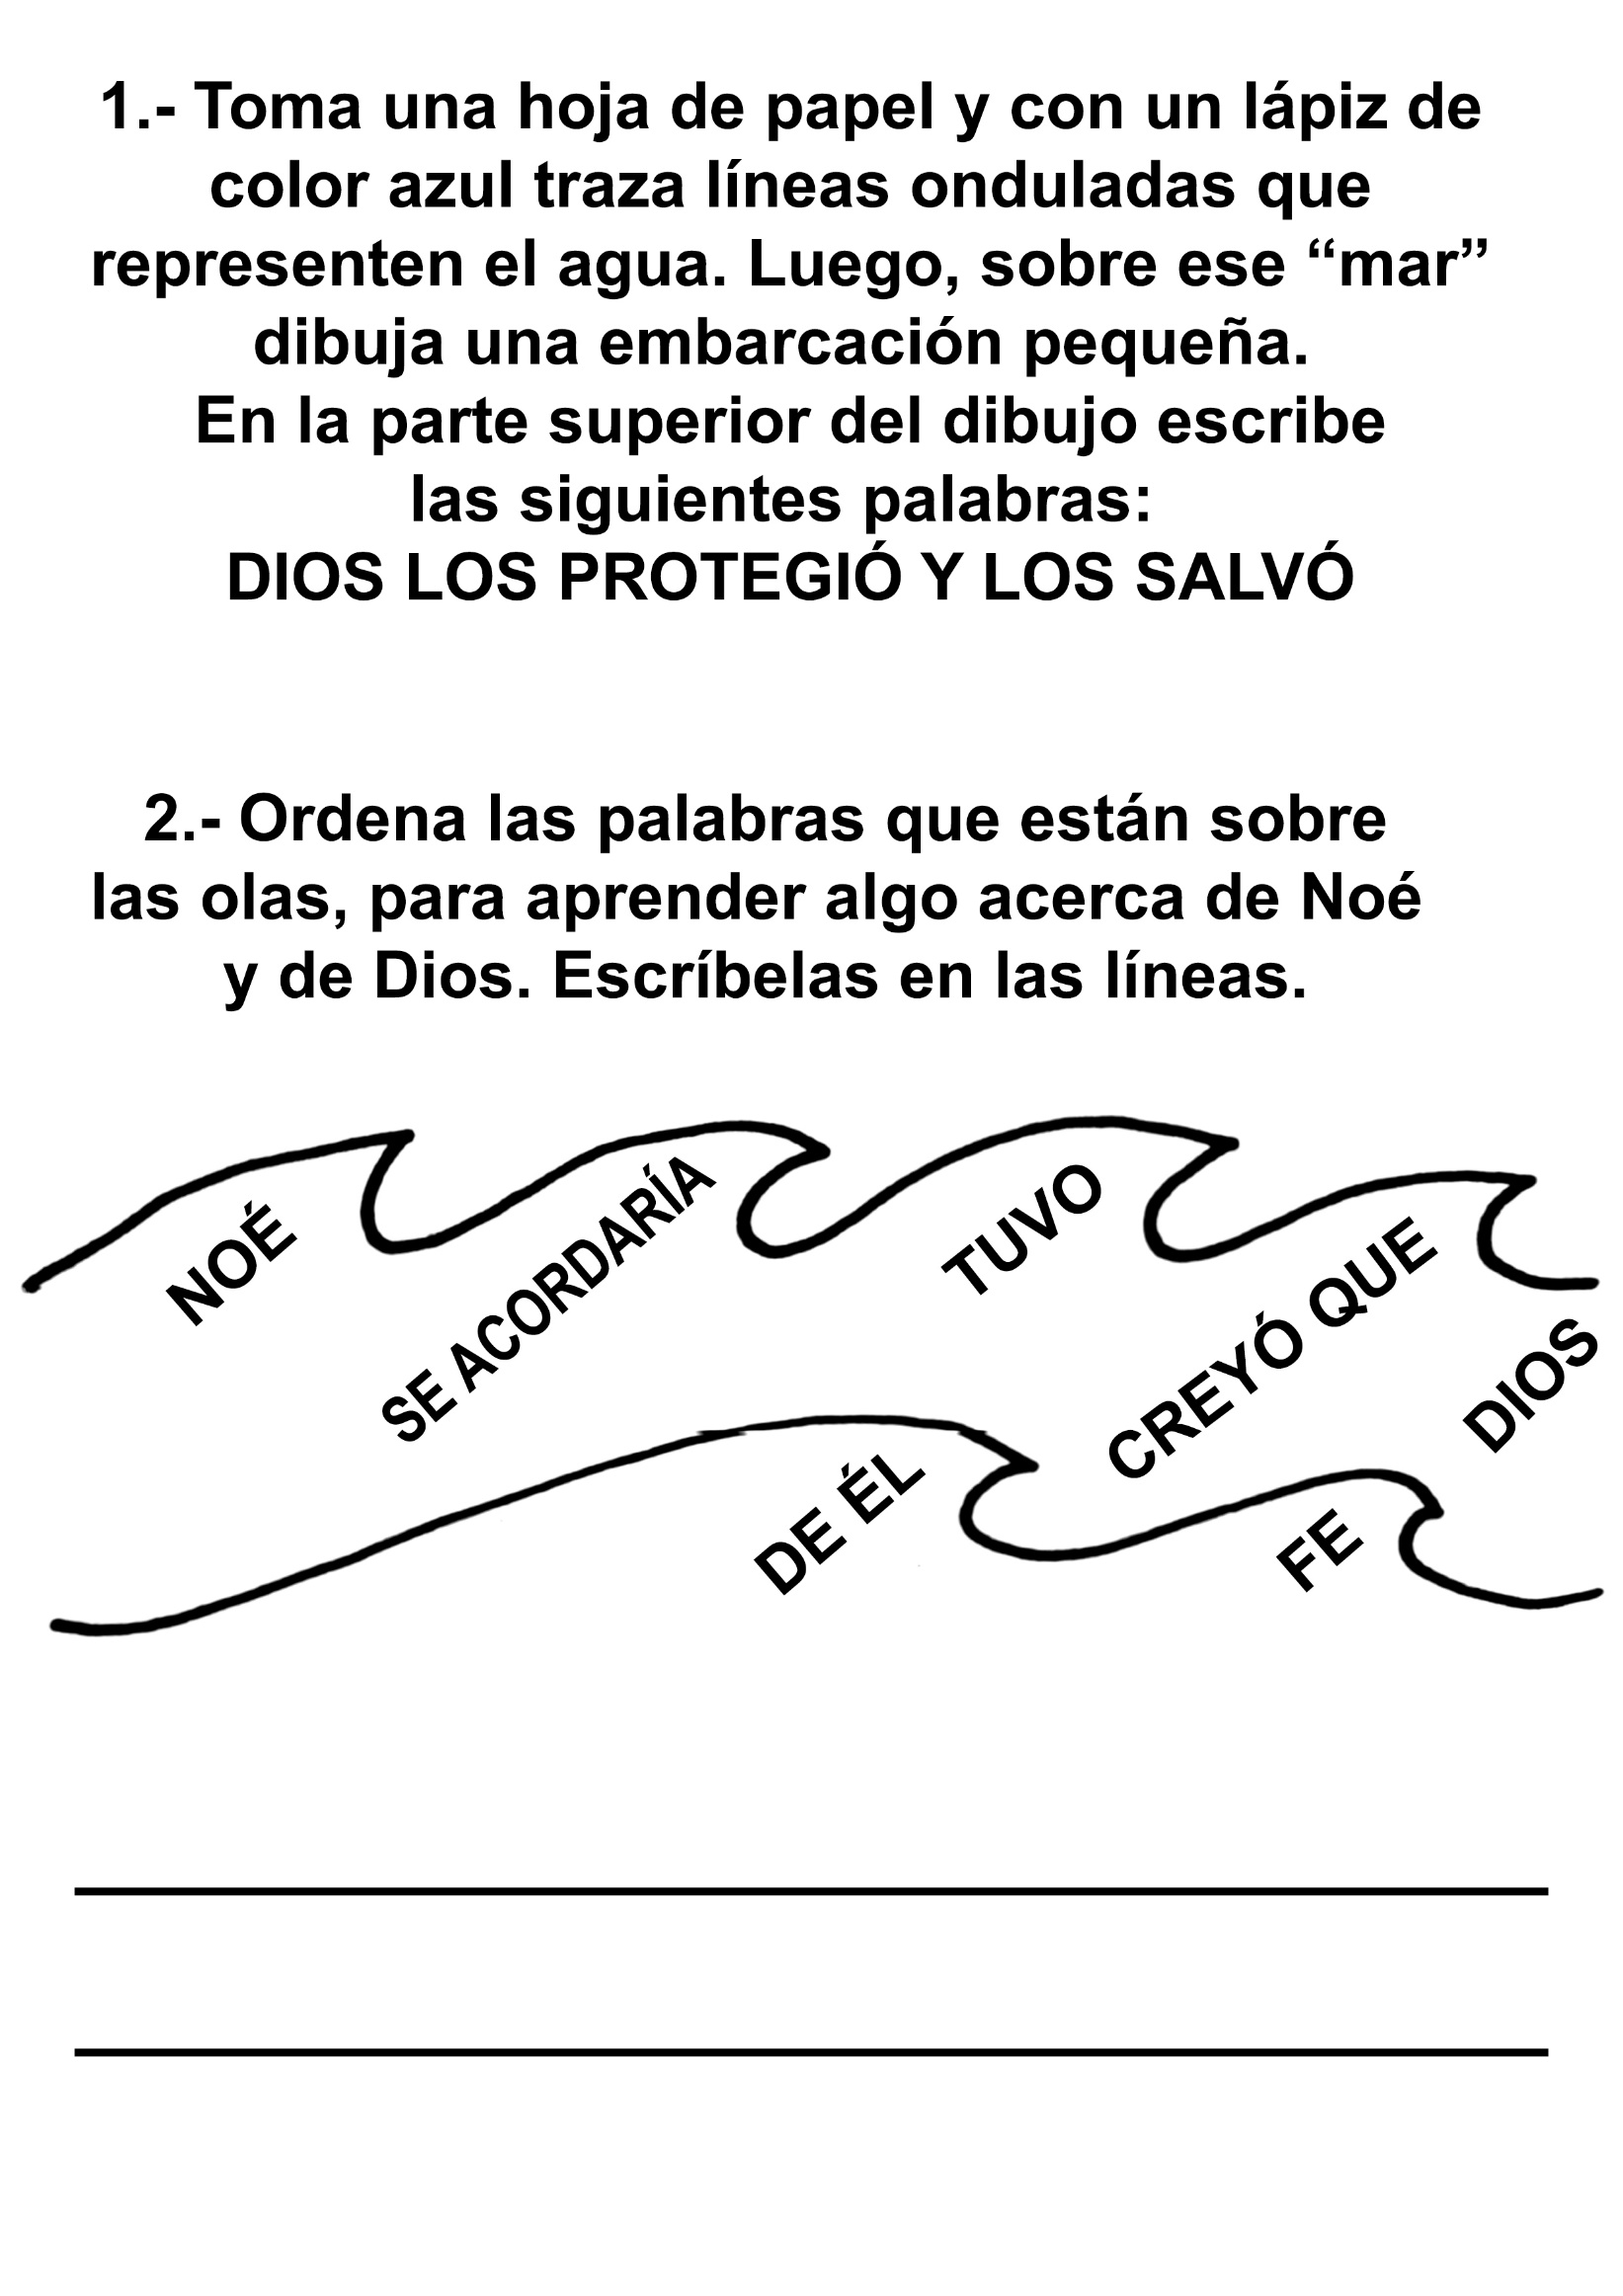 1.- Toma una hoja de papel y con un lápiz de
color azul traza líneas onduladas que
representen el agua. Luego, sobre ese “mar”
dibuja una embarcación pequeña.
En la parte superior del dibujo escribe
las siguientes palabras:
DIOS LOS PROTEGIÓ Y LOS SALVÓ
2.- Ordena las palabras que están sobre
las olas, para aprender algo acerca de Noé
y de Dios. Escríbelas en las líneas.
NOÉ
SE ACORDARÍA
TUVO
CREYÓ QUE
DIOS
DE ÉL
FE